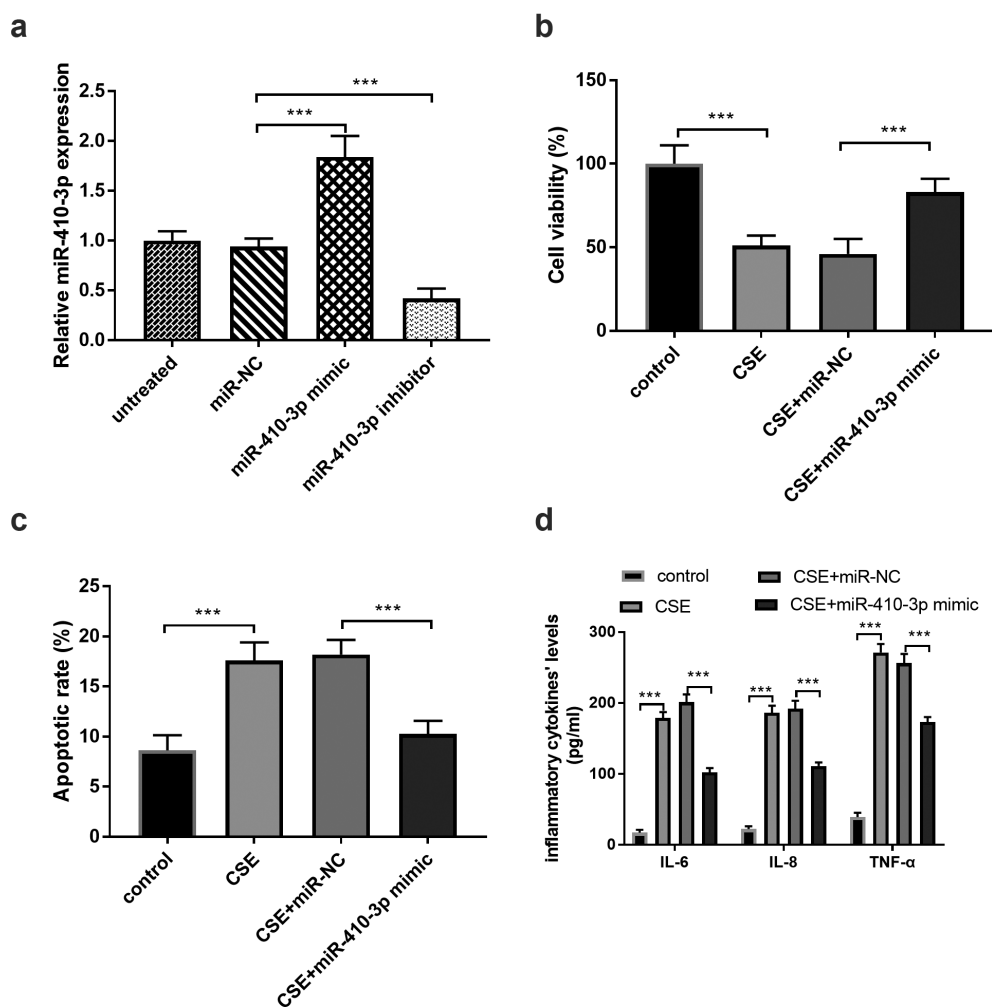 a
Relative miR-410-3p expression
2.5
2.0
1.5
1.0
0.5
0.0
***
***
untreated
miR-NC
miR-410-3p mimic
miR-410-3p inhibitor
b
Cell viability (%)
150
100
50
0
***
***
control
CSE
CSE+miR-NC
CSE+miR-410-3p mimic
c
Apoptotic rate (%)
25
20
15
10
5
0
***
***
control
CSE
CSE+miR-NC
CSE+miR-410-3p mimic
d
control
CSE
CSE+miR-NC
CSE+miR-410-3p mimic
inflammatory cytokines' levels
(pg/ml)
300
200
100
0
***
***
***
***
***
***
IL-6
IL-8
TNF-α